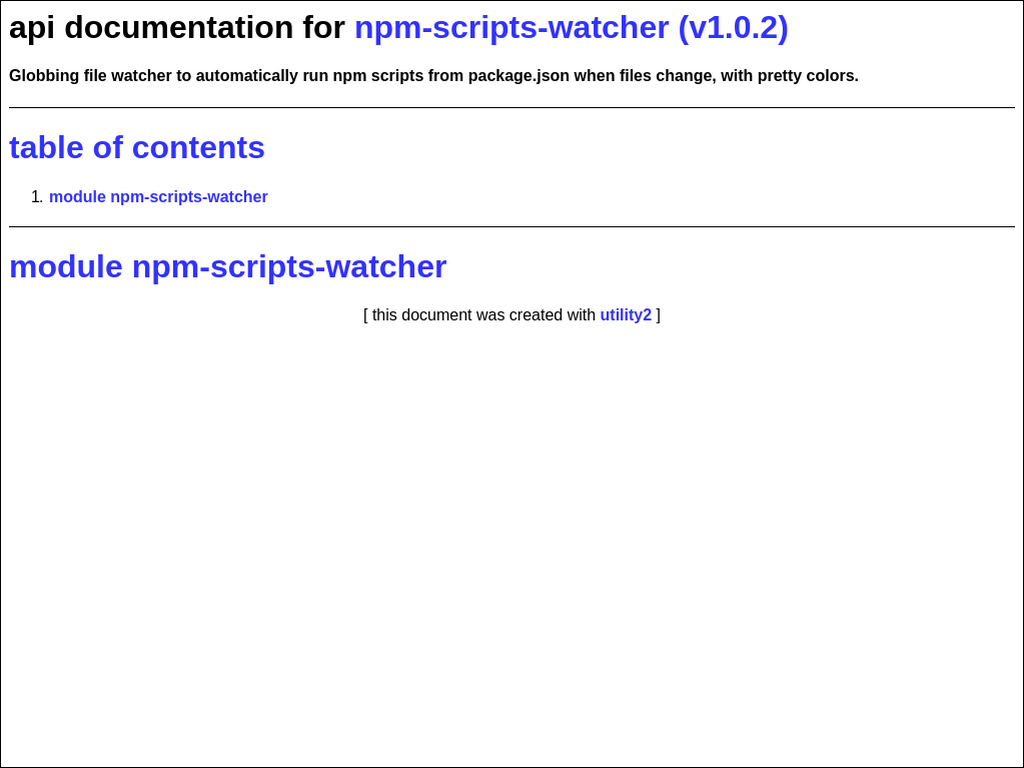 api documentation for npm-scripts-watcher (v1.0.2)
Globbing file watcher to automatically run npm scripts from package.json when files change, with pretty colors.
table of contents
1. module npm-scripts-watcher
module npm-scripts-watcher
[ this document was created with utility2 ]